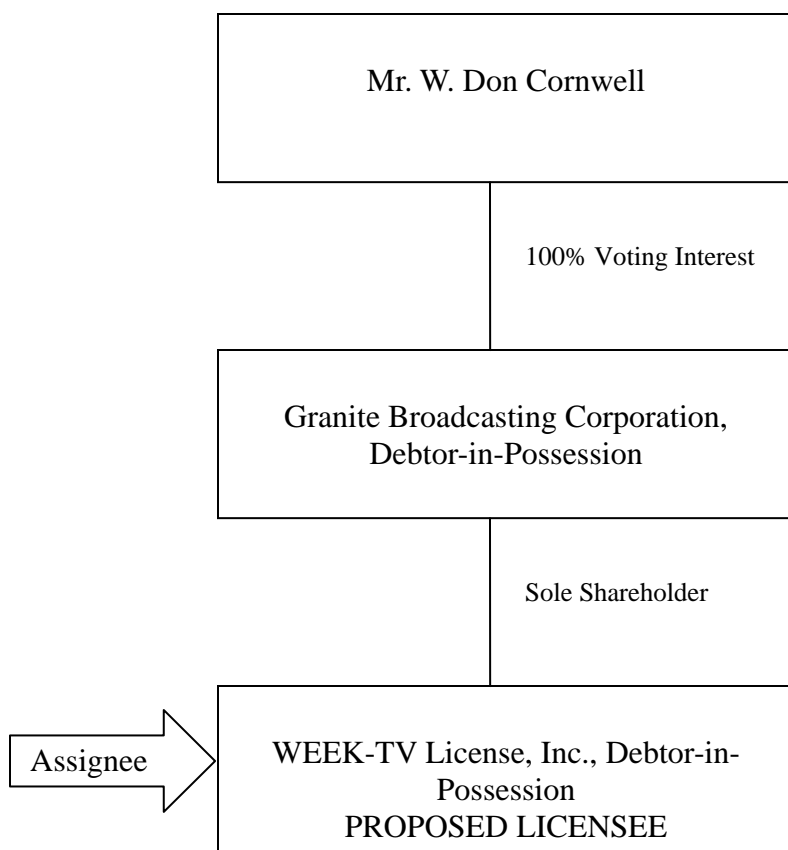 Mr. W. Don Cornwell
100% Voting Interest
Granite Broadcasting Corporation,
Debtor-in-Possession
Sole Shareholder
Assignee
WEEK-TV License, Inc., Debtor-in-
Possession
PROPOSED LICENSEE